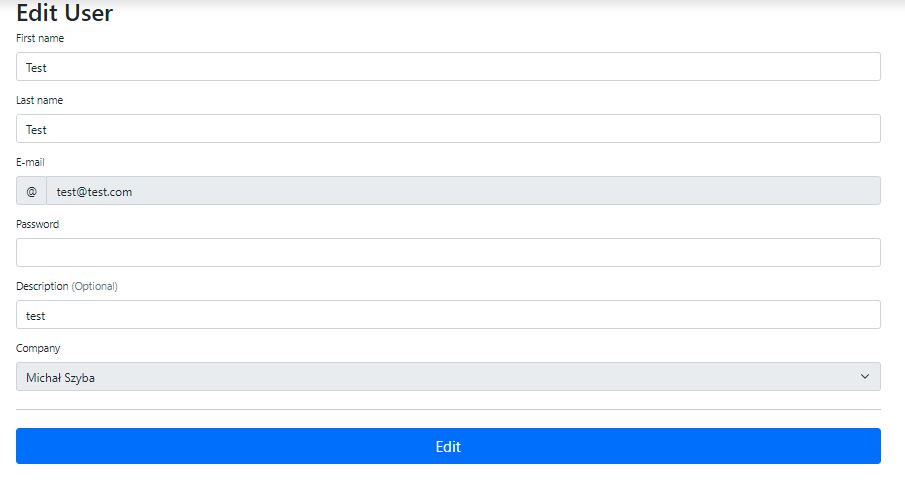 Edit User
First name
Test
Last name
Test
E-mail
@ test@test.com
Password
Description (Optional)
test
Company
Michał Szyba
Edit